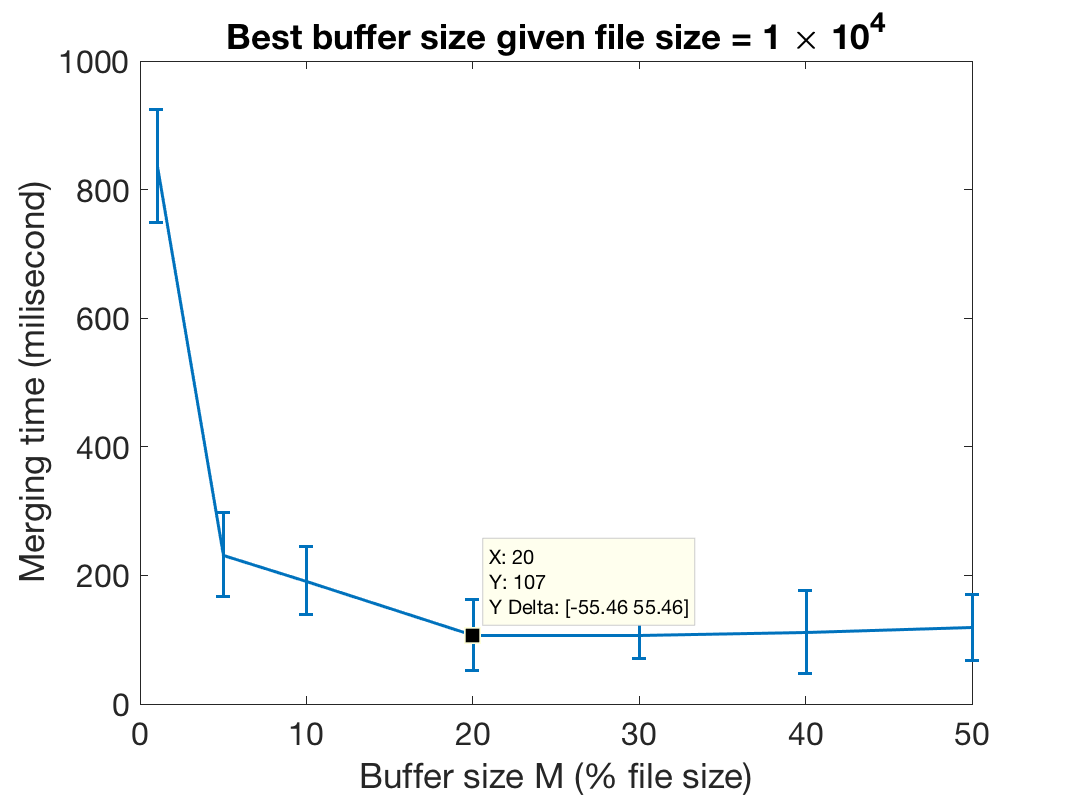 Best buffer size given file size = 1 × 10⁴
1000
800
600
400
200
0
Merging time (milisecond)
X: 20
Y: 107
Y Delta: [-55.46 55.46]
0 10 20 30 40 50
Buffer size M (% file size)